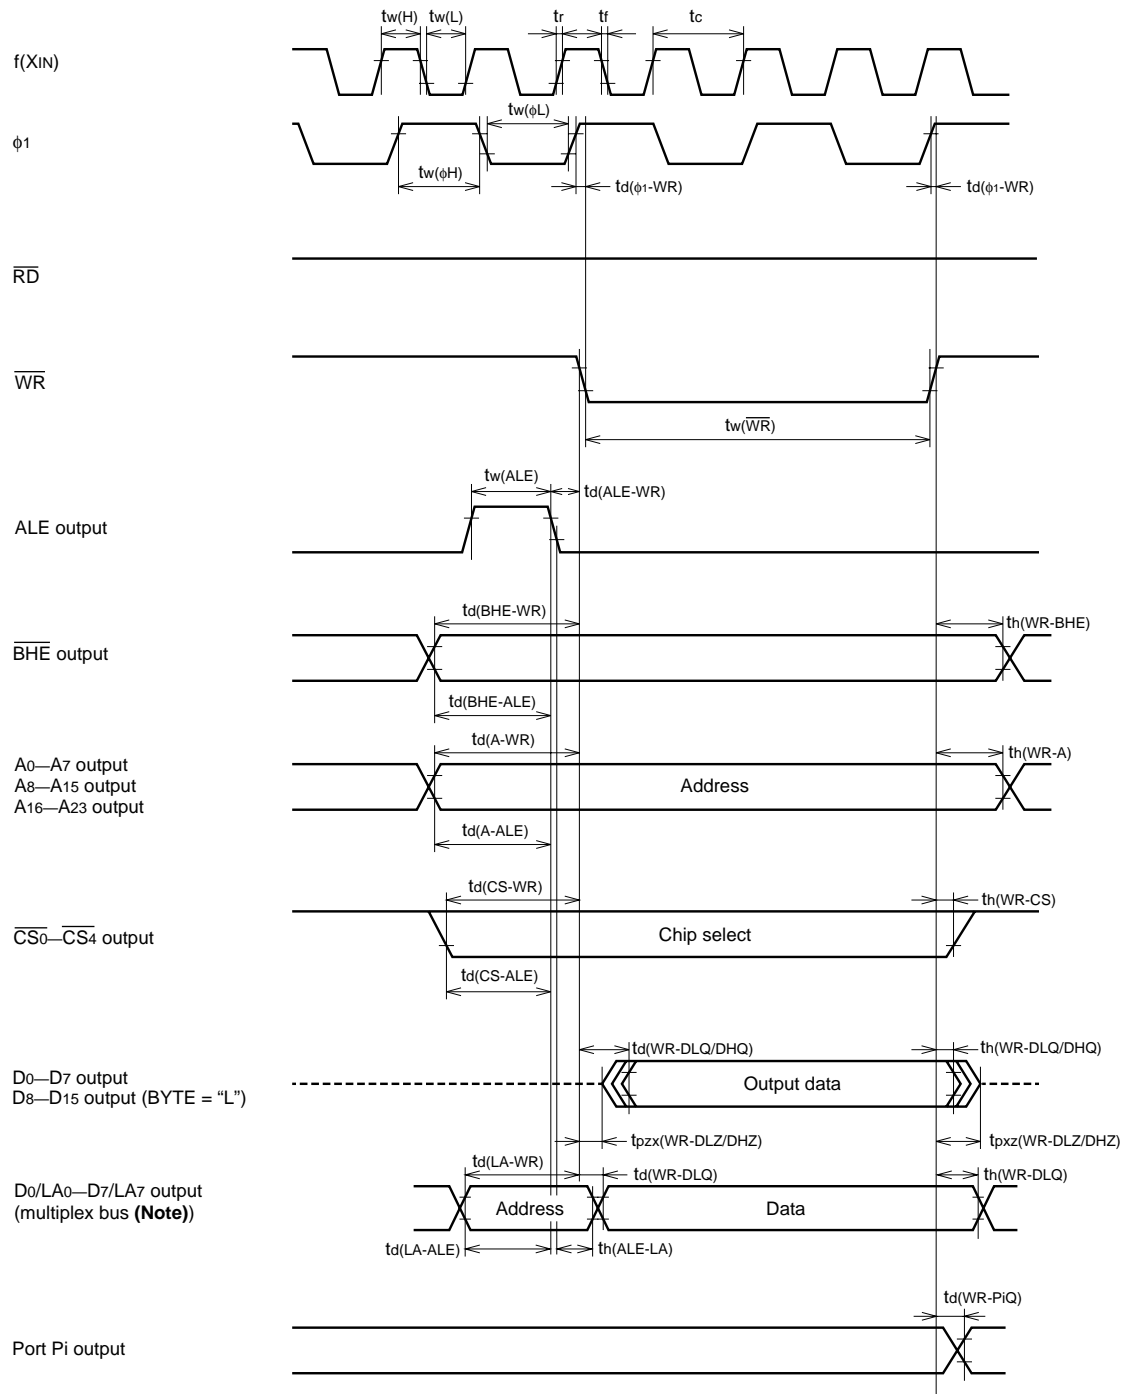 tw(H) tw(L) tr tf tc
f(XIN)
tw(ϕL)
ϕ1
tw(ϕH)
td(ϕ1-WR) td(ϕ1-WR)
RD
WR
tw(WR)
tw(ALE)
td(ALE-WR)
ALE output
td(BHE-WR)
th(WR-BHE)
BHE output
td(BHE-ALE)
td(A-WR)
th(WR-A)
A0—A7 output
A8—A15 output
A16—A23 output
Address
td(A-ALE)
td(CS-WR)
th(WR-CS)
CS0—CS4 output
Chip select
td(CS-ALE)
td(WR-DLQ/DHQ) th(WR-DLQ/DHQ)
D0—D7 output
D8—D15 output (BYTE = “L”)
Output data
tpzx(WR-DLZ/DHZ) tpxz(WR-DLZ/DHZ)
td(LA-WR) td(WR-DLQ) th(WR-DLQ)
D0/LA0—D7/LA7 output
(multiplex bus (Note))
Address Data
td(LA-ALE) th(ALE-LA)
td(WR-PiQ)
Port Pi output